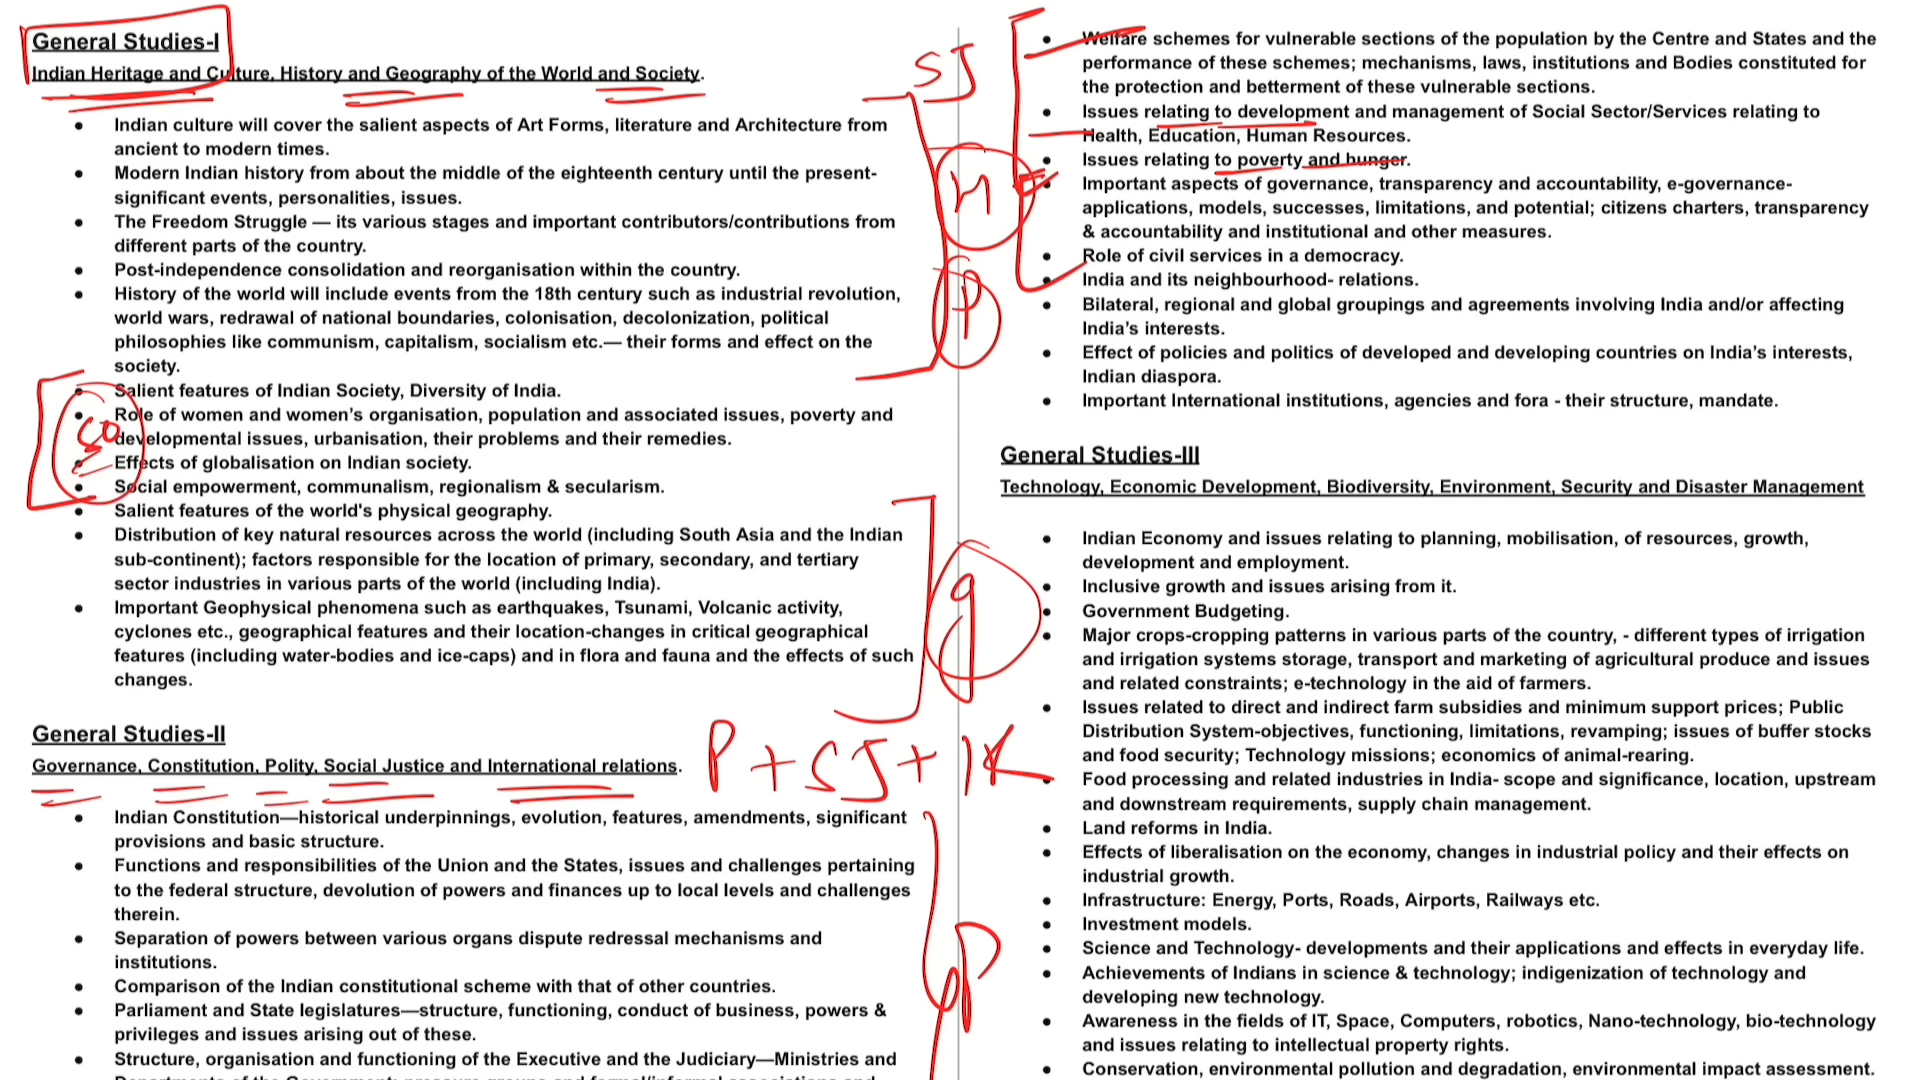 General Studies-I
Indian Heritage and Culture, History and Geography of the World and Society.
● Indian culture will cover the salient aspects of Art Forms, literature and Architecture from
ancient to modern times.
● Modern Indian history from about the middle of the eighteenth century until the present-
significant events, personalities, issues.
● The Freedom Struggle — its various stages and important contributors/contributions from
different parts of the country.
● Post-independence consolidation and reorganisation within the country.
● History of the world will include events from the 18th century such as industrial revolution,
world wars, redrawal of national boundaries, colonisation, decolonization, political
philosophies like communism, capitalism, socialism etc.— their forms and effect on the
society.
● Salient features of Indian Society, Diversity of India.
● Role of women and women’s organisation, population and associated issues, poverty and
developmental issues, urbanisation, their problems and their remedies.
● Effects of globalisation on Indian society.
● Social empowerment, communalism, regionalism & secularism.
● Salient features of the world's physical geography.
● Distribution of key natural resources across the world (including South Asia and the Indian
sub-continent); factors responsible for the location of primary, secondary, and tertiary
sector industries in various parts of the world (including India).
● Important Geophysical phenomena such as earthquakes, Tsunami, Volcanic activity,
cyclones etc., geographical features and their location-changes in critical geographical
features (including water-bodies and ice-caps) and in flora and fauna and the effects of such
changes.
General Studies-II
Governance, Constitution, Polity, Social Justice and International relations.
P + SJ + IR
● Indian Constitution—historical underpinnings, evolution, features, amendments, significant
provisions and basic structure.
● Functions and responsibilities of the Union and the States, issues and challenges pertaining
to the federal structure, devolution of powers and finances up to local levels and challenges
therein.
● Separation of powers between various organs dispute redressal mechanisms and
institutions.
● Comparison of the Indian constitutional scheme with that of other countries.
● Parliament and State legislatures—structure, functioning, conduct of business, powers &
privileges and issues arising out of these.
● Structure, organisation and functioning of the Executive and the Judiciary—Ministries and
SJ
P
P
● Welfare schemes for vulnerable sections of the population by the Centre and States and the
performance of these schemes; mechanisms, laws, institutions and Bodies constituted for
the protection and betterment of these vulnerable sections.
● Issues relating to development and management of Social Sector/Services relating to
Health, Education, Human Resources.
● Issues relating to poverty and hunger.
● Important aspects of governance, transparency and accountability, e-governance-
applications, models, successes, limitations, and potential; citizens charters, transparency
& accountability and institutional and other measures.
● Role of civil services in a democracy.
● India and its neighbourhood- relations.
● Bilateral, regional and global groupings and agreements involving India and/or affecting
India’s interests.
● Effect of policies and politics of developed and developing countries on India’s interests,
Indian diaspora.
● Important International institutions, agencies and fora - their structure, mandate.
General Studies-III
Technology, Economic Development, Biodiversity, Environment, Security and Disaster Management
● Indian Economy and issues relating to planning, mobilisation, of resources, growth,
development and employment.
● Inclusive growth and issues arising from it.
● Government Budgeting.
● Major crops-cropping patterns in various parts of the country, - different types of irrigation
and irrigation systems storage, transport and marketing of agricultural produce and issues
and related constraints; e-technology in the aid of farmers.
● Issues related to direct and indirect farm subsidies and minimum support prices; Public
Distribution System-objectives, functioning, limitations, revamping; issues of buffer stocks
and food security; Technology missions; economics of animal-rearing.
● Food processing and related industries in India- scope and significance, location, upstream
and downstream requirements, supply chain management.
● Land reforms in India.
● Effects of liberalisation on the economy, changes in industrial policy and their effects on
industrial growth.
● Infrastructure: Energy, Ports, Roads, Airports, Railways etc.
● Investment models.
● Science and Technology- developments and their applications and effects in everyday life.
● Achievements of Indians in science & technology; indigenization of technology and
developing new technology.
● Awareness in the fields of IT, Space, Computers, robotics, Nano-technology, bio-technology
and issues relating to intellectual property rights.
● Conservation, environmental pollution and degradation, environmental impact assessment.